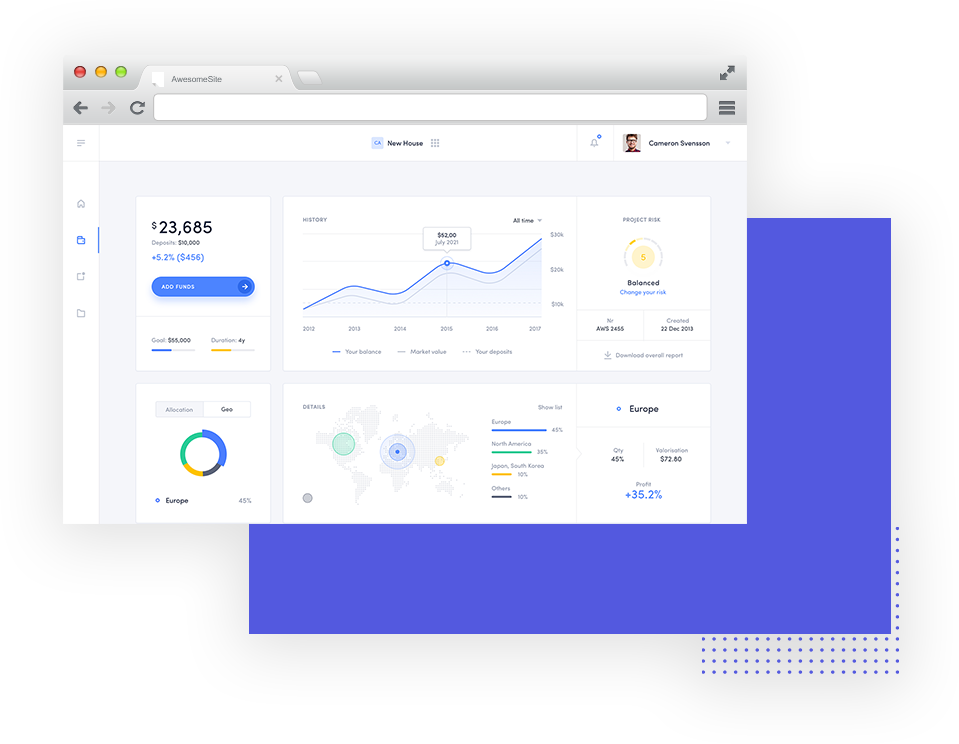 AwesomeSite
CA New House
Cameron Svensson
$23,685
Deposits: $10,000
+5.2% ($456)
ADD FUNDS
Goal: $55,000
Duration: 4y
HISTORY
All time
$52,00
July 2021
$30k
$20k
$10k
2012 2013 2014 2015 2016 2017
Your balance Market value Your deposits
PROJECT RISK
5
Balanced
Change your risk
Nr
AWS 2455
Created
22 Dec 2013
Download overall report
Allocation Geo
Europe 45%
DETAILS
Show list
Europe
45%
North America
35%
Japan, South Korea
10%
Others
10%
Europe
Qty
45%
Valorisation
$72.80
Profit
+35.2%